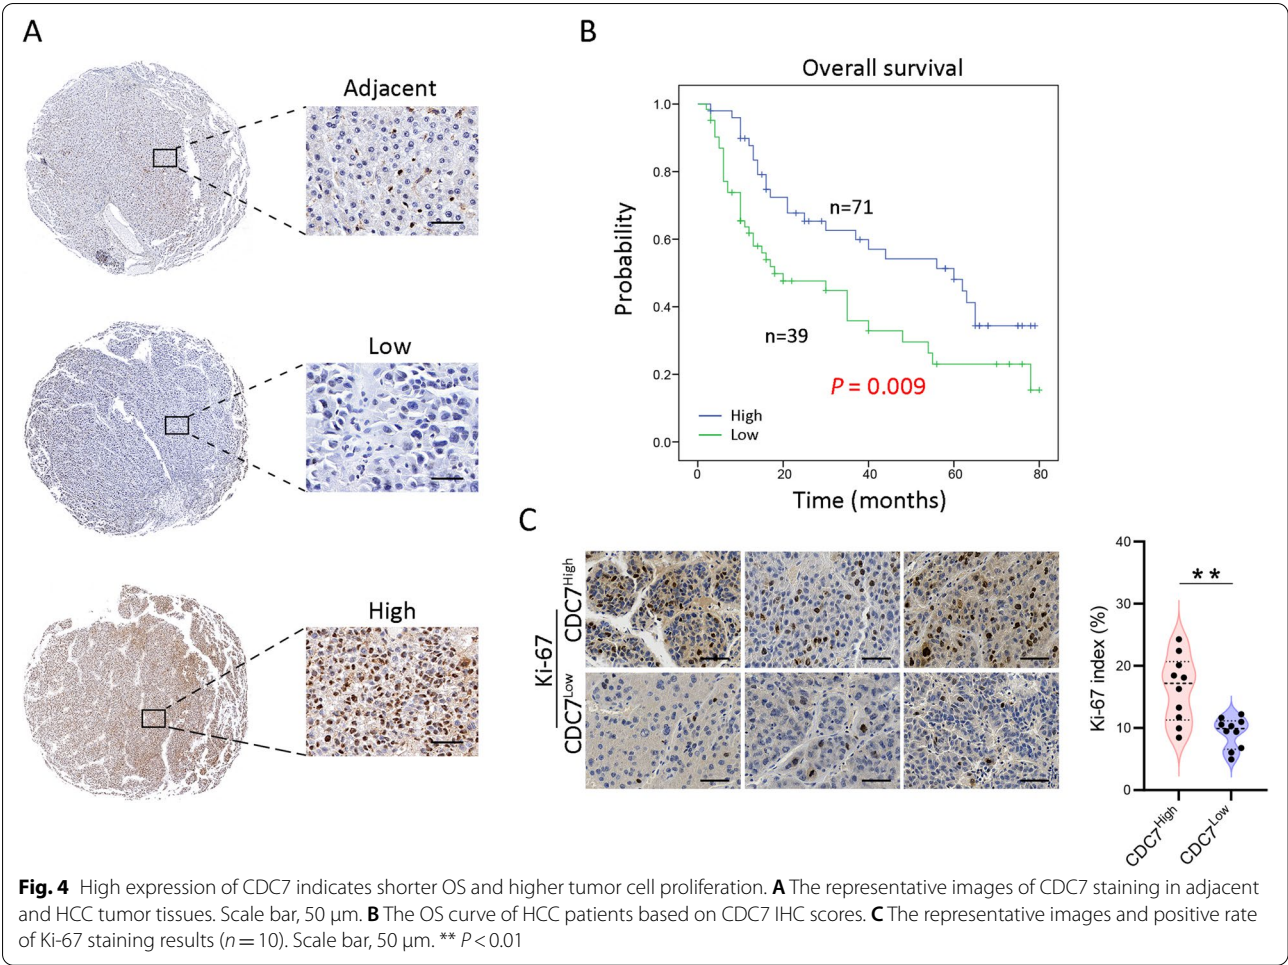 A
Adjacent
Low
High
B
Overall survival
Probability
1.0
0.8
0.6
0.4
0.2
0.0
n=71
n=39
P = 0.009
High
Low
0 20 40 60 80
Time (months)
C
Ki-67
CDC7High
CDC7Low
Ki-67 index (%)
40
30
20
10
0
**
CDC7High
CDC7Low
Fig. 4 High expression of CDC7 indicates shorter OS and higher tumor cell proliferation. A The representative images of CDC7 staining in adjacent
and HCC tumor tissues. Scale bar, 50 μm. B The OS curve of HCC patients based on CDC7 IHC scores. C The representative images and positive rate
of Ki-67 staining results (n = 10). Scale bar, 50 μm. ** P < 0.01